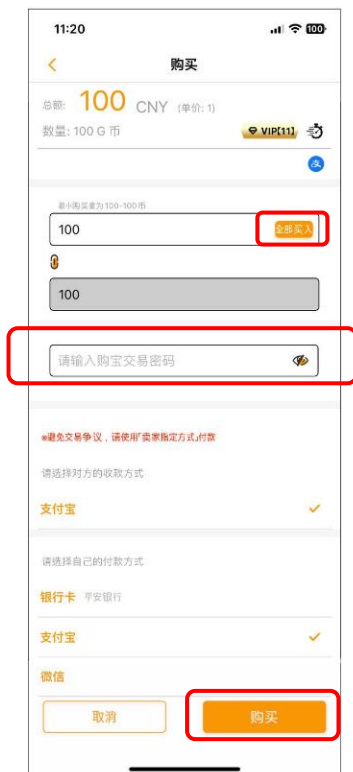 11:20
100
购买
总额: 100 CNY (单价: 1)
数量: 100 G 币
VIP[11]
支
最小购买量为100-100币
100
全部买入
100
请输入购宝交易密码
*避免交易争议，请使用「卖家指定方式」付款
请选择对方的收款方式
支付宝
请选择自己的付款方式
银行卡 平安银行
支付宝
微信
取消
购买